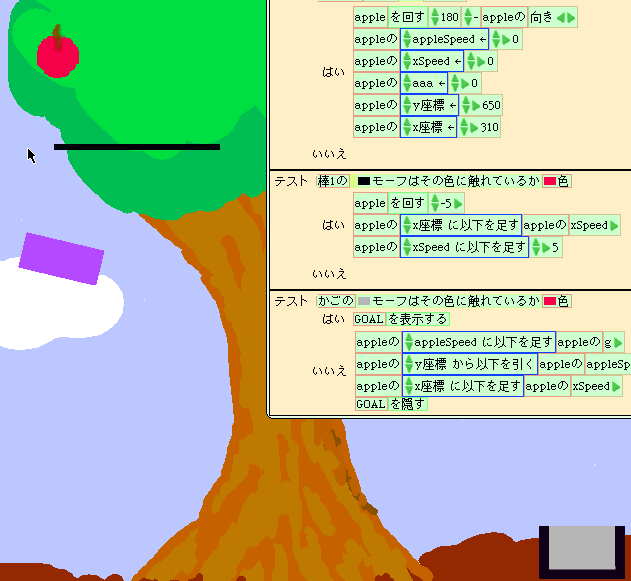 apple を回す 180 - appleの 向き
はい
appleの appleSpeed ← 0
appleの xSpeed ← 0
appleの aaa ← 0
appleの y座標 ← 650
appleの x座標 ← 310
いいえ
テスト 棒1の モーフはその色に触れているか 色
はい
apple を回す -5
appleの x座標 に以下を足す appleの xSpeed
appleの xSpeed に以下を足す 5
いいえ
テスト かごの モーフはその色に触れているか 色
はい GOAL を表示する
いいえ
appleの appleSpeed に以下を足す appleの g
appleの y座標 から以下を引く appleの appleSp
appleの x座標 に以下を足す appleの xSpeed
GOAL を隠す